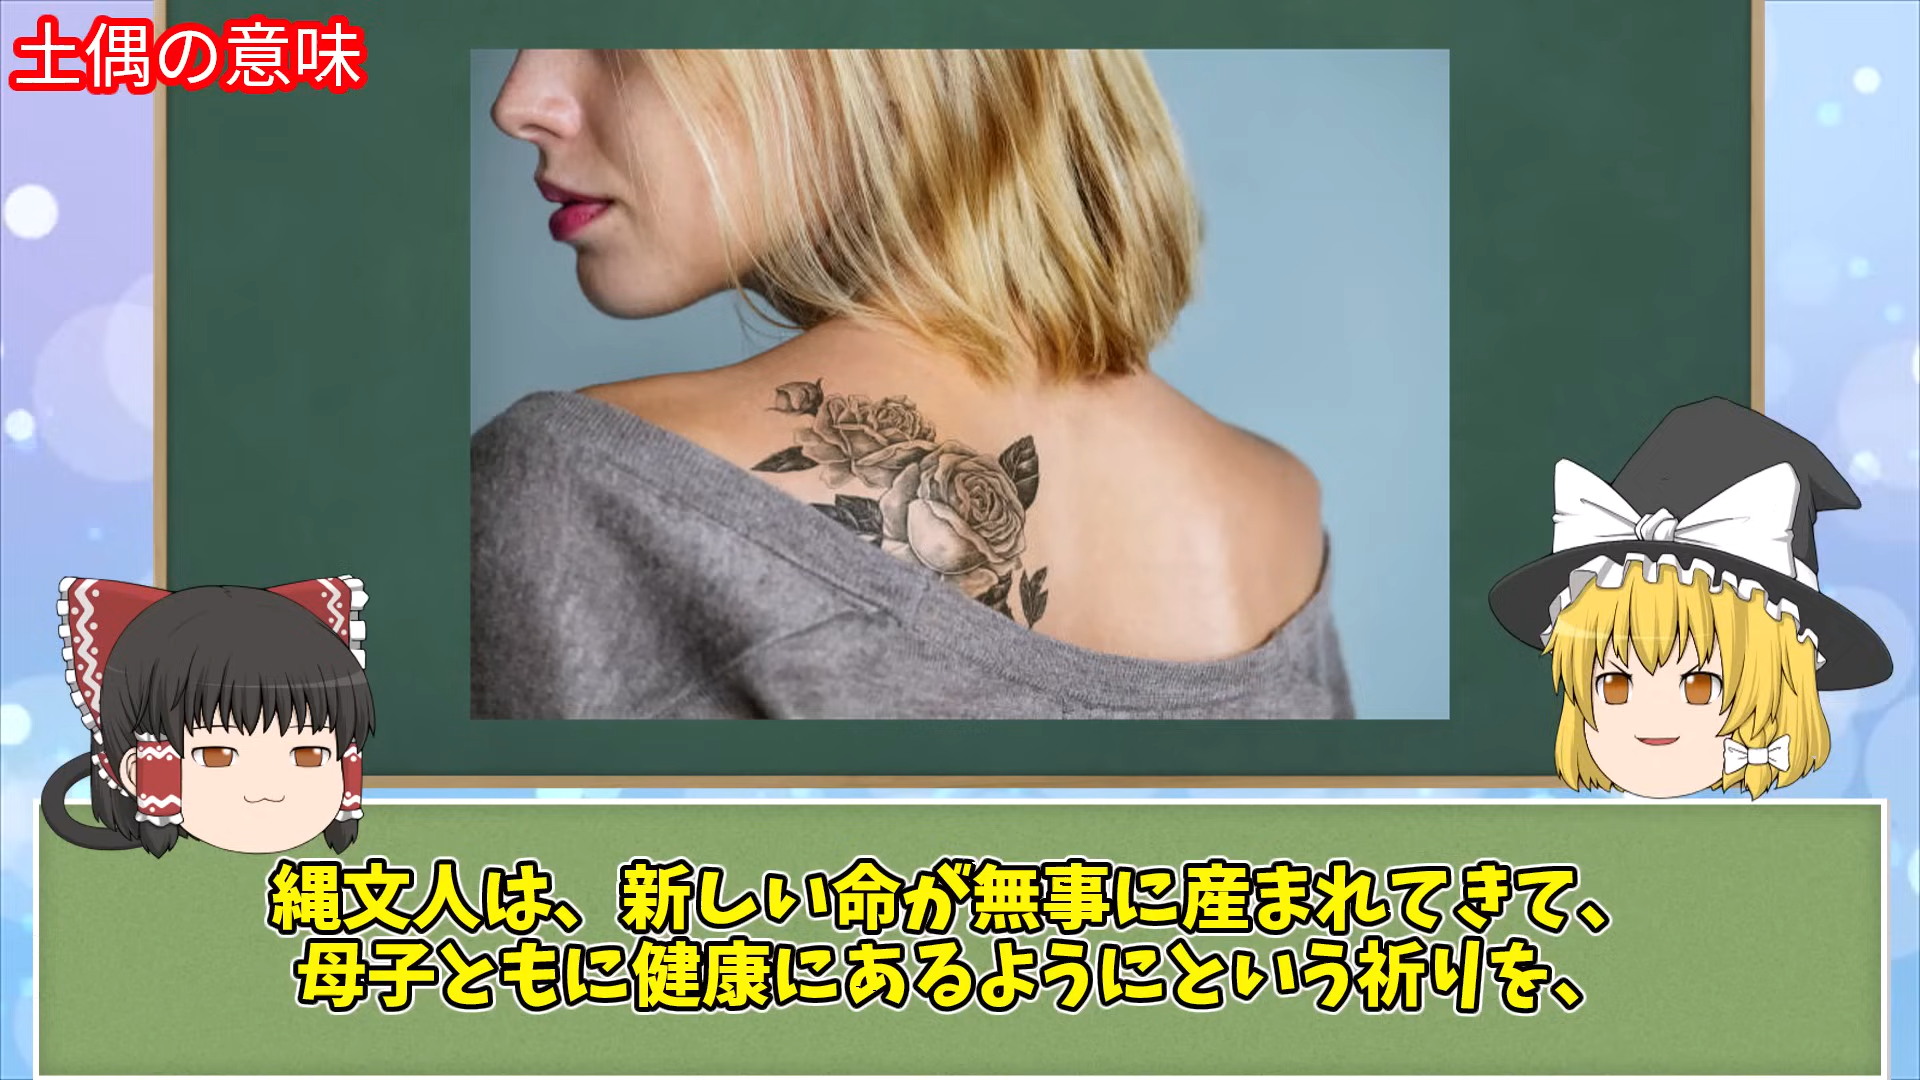 土偶の意味
縄文人は、新しい命が無事に産まれてきて、
母子ともに健康にあるようにという祈りを、